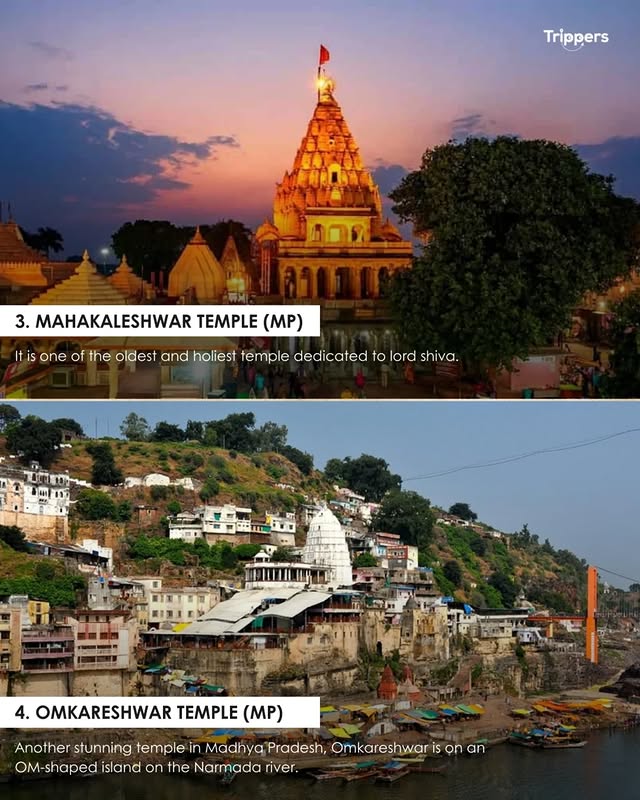 Trippers
3. MAHAKALESHWAR TEMPLE (MP)
It is one of the oldest and holiest temple dedicated to lord shiva.
4. OMKARESHWAR TEMPLE (MP)
Another stunning temple in Madhya Pradesh, Omkareshwar is on an
OM-shaped island on the Narmada river.